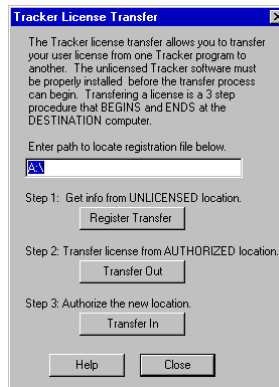 Tracker License Transfer
The Tracker license transfer allows you to transfer
your user license from one Tracker program to
another. The unlicensed Tracker software must
be properly installed before the transfer process
can begin. Transfering a license is a 3 step
procedure that BEGINS and ENDS at the
DESTINATION computer.
Enter path to locate registration file below.
A:\
Step 1: Get info from UNLICENSED location.
Register Transfer
Step 2: Transfer license from AUTHORIZED location.
Transfer Out
Step 3: Authorize the new location.
Transfer In
Help Close